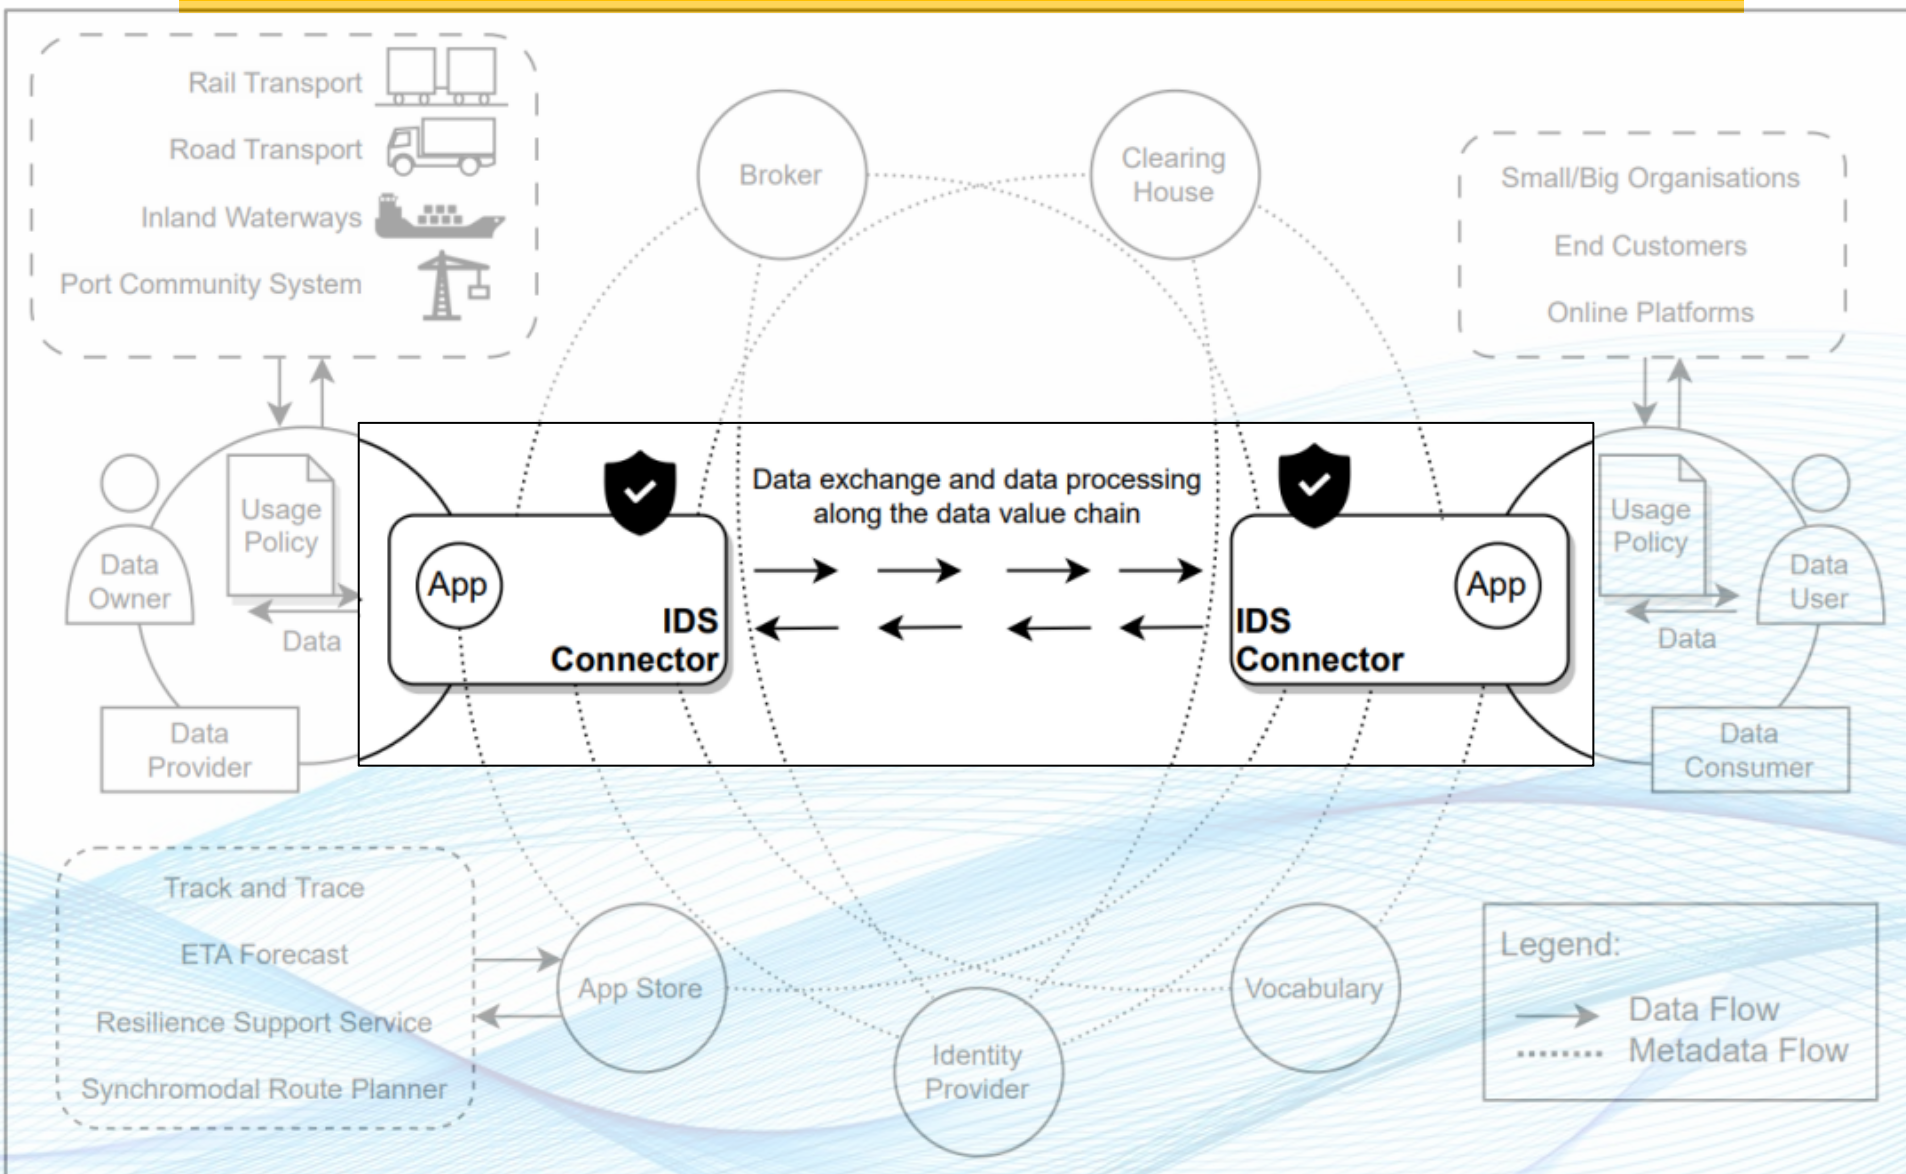 Rail Transport
Road Transport
Inland Waterways
Port Community System
Broker
Clearing
House
Small/Big Organisations
End Customers
Online Platforms
Data
Owner
Usage
Policy
Data
Data
Provider
App
IDS
Connector
Data exchange and data processing
along the data value chain
IDS
Connector
App
Usage
Policy
Data
Data
User
Data
Consumer
Track and Trace
ETA Forecast
Resilience Support Service
Synchromodal Route Planner
App Store
Identity
Provider
Vocabulary
Legend:
Data Flow
Metadata Flow